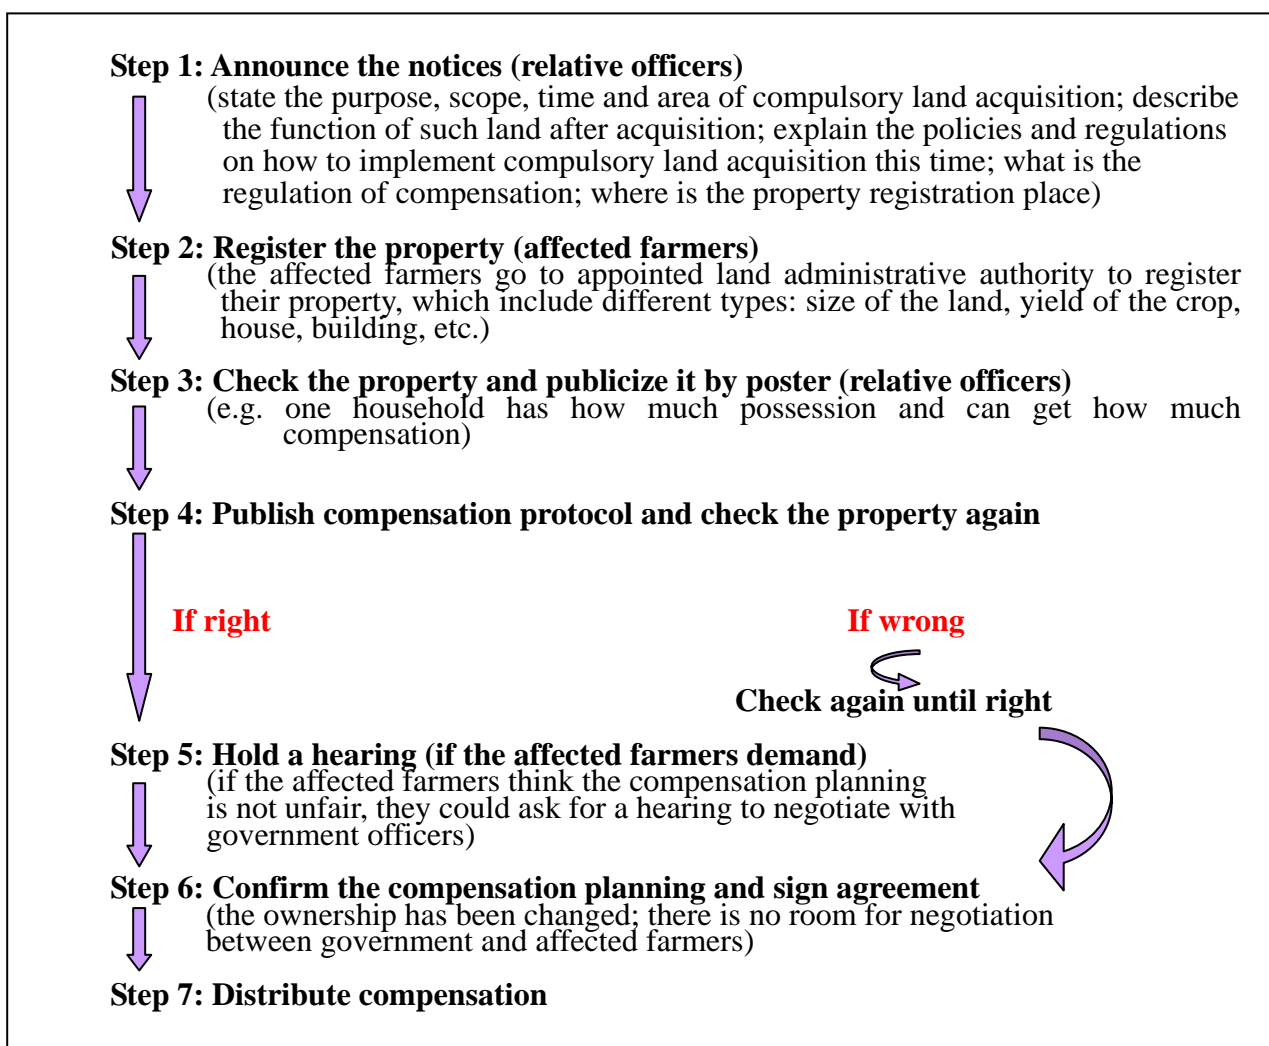 Step 1: Announce the notices (relative officers)
(state the purpose, scope, time and area of compulsory land acquisition; describe
the function of such land after acquisition; explain the policies and regulations
on how to implement compulsory land acquisition this time; what is the
regulation of compensation; where is the property registration place)
Step 2: Register the property (affected farmers)
(the affected farmers go to appointed land administrative authority to register
their property, which include different types: size of the land, yield of the crop,
house, building, etc.)
Step 3: Check the property and publicize it by poster (relative officers)
(e.g. one household has how much possession and can get how much
compensation)
Step 4: Publish compensation protocol and check the property again
If right
If wrong
Check again until right
Step 5: Hold a hearing (if the affected farmers demand)
(if the affected farmers think the compensation planning
is not unfair, they could ask for a hearing to negotiate with
government officers)
Step 6: Confirm the compensation planning and sign agreement
(the ownership has been changed; there is no room for negotiation
between government and affected farmers)
Step 7: Distribute compensation